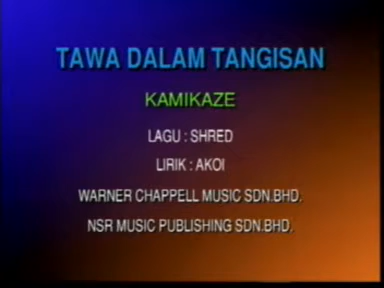 TAWA DALAM TANGISAN
KAMIKAZE
LAGU : SHRED
LIRIK : AKOI
WARNER CHAPPELL MUSIC SDN.BHD.
NSR MUSIC PUBLISHING SDN.BHD.